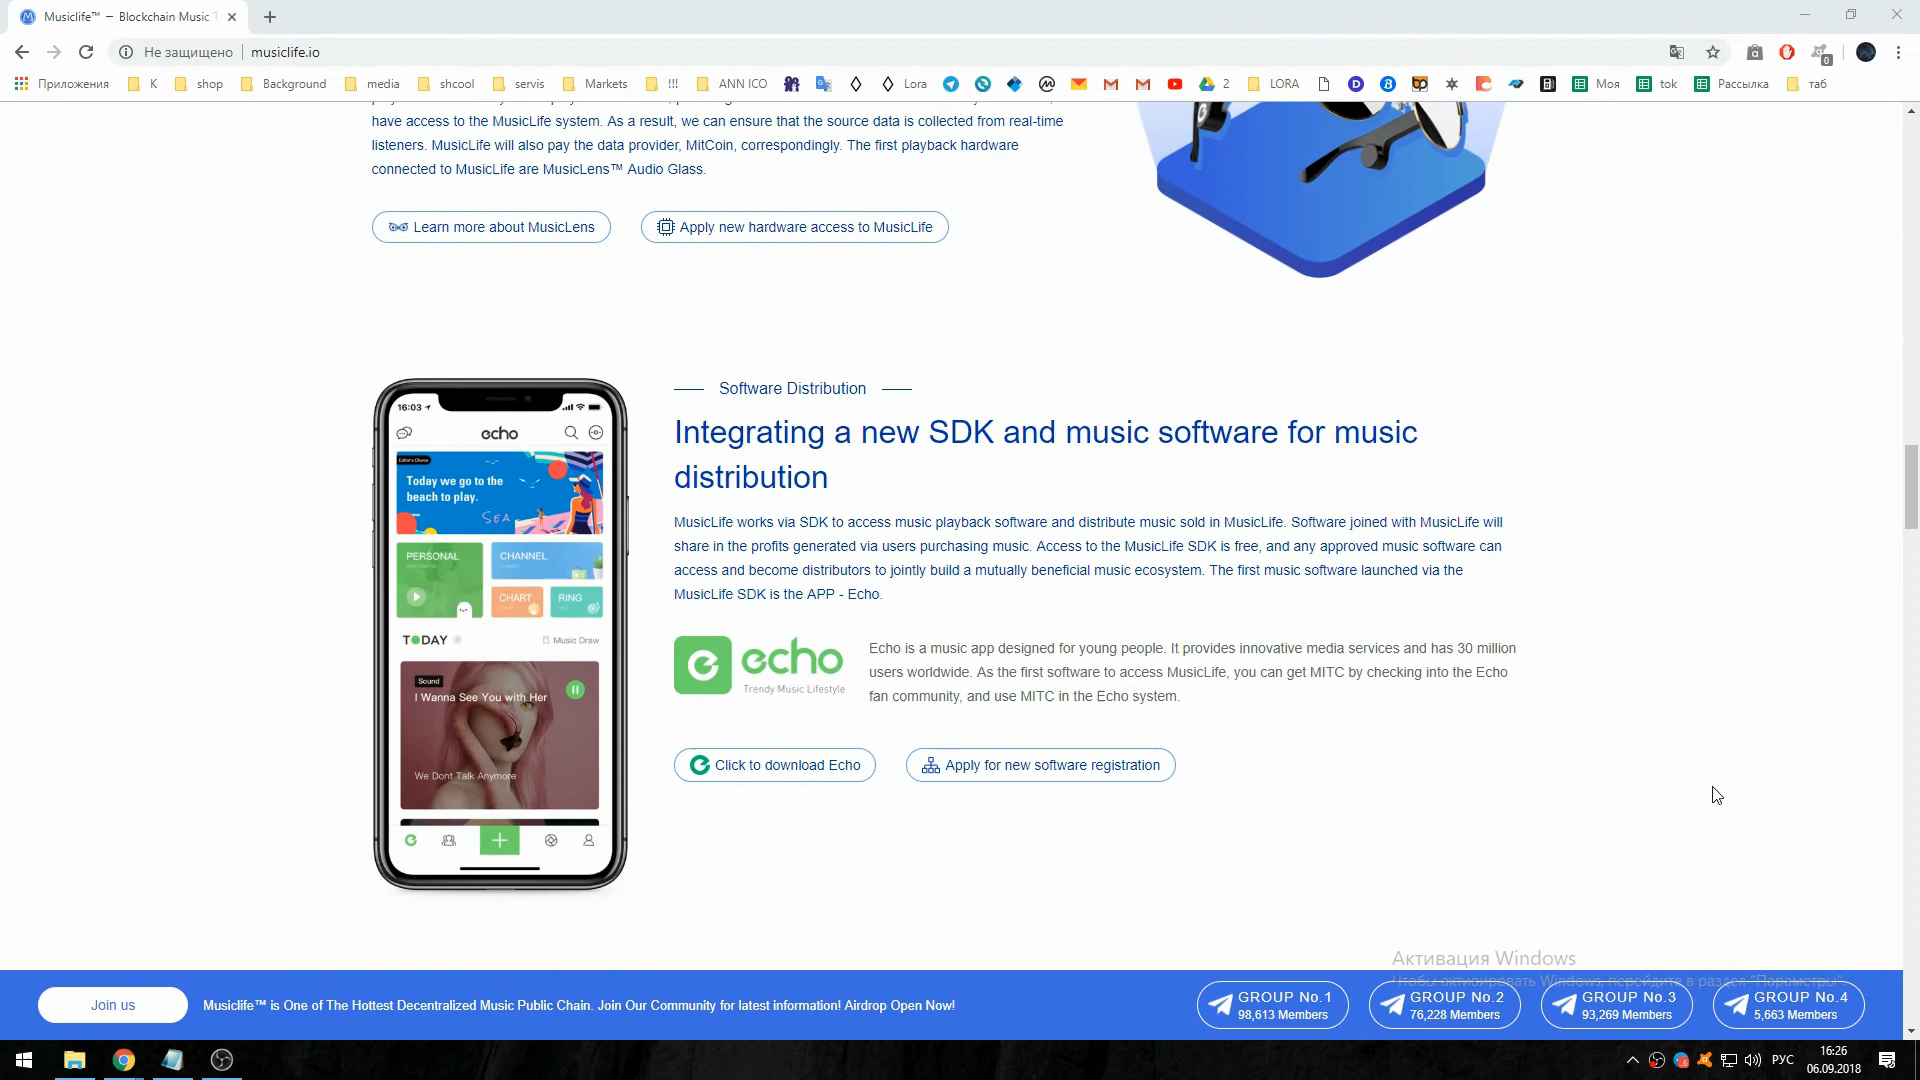 Musiclife™ — Blockchain Music
Не защищено musiclife.io
Приложения K shop Background media shcool servis Markets !!! ANN ICO Lora 2 LORA Моя tok Рассылка таб
have access to the MusicLife system. As a result, we can ensure that the source data is collected from real-time
listeners. MusicLife will also pay the data provider, MitCoin, correspondingly. The first playback hardware
connected to MusicLife are MusicLens™ Audio Glass.
Learn more about MusicLens
Apply new hardware access to MusicLife
16:03
echo
Editor's Choice
Today we go to the
beach to play.
SEA
PERSONAL
CHANNEL
CHART
RING
TODAY
Music Draw
Sound
I Wanna See You with Her
We Dont Talk Anymore
Software Distribution
Integrating a new SDK and music software for music
distribution
MusicLife works via SDK to access music playback software and distribute music sold in MusicLife. Software joined with MusicLife will
share in the profits generated via users purchasing music. Access to the MusicLife SDK is free, and any approved music software can
access and become distributors to jointly build a mutually beneficial music ecosystem. The first music software launched via the
MusicLife SDK is the APP - Echo.
echo
Trendy Music Lifestyle
Echo is a music app designed for young people. It provides innovative media services and has 30 million
users worldwide. As the first software to access MusicLife, you can get MITC by checking into the Echo
fan community, and use MITC in the Echo system.
Click to download Echo
Apply for new software registration
Активация Windows
Чтобы активировать Windows, перейдите в раздел "Параметры".
Join us
Musiclife™ is One of The Hottest Decentralized Music Public Chain. Join Our Community for latest information! Airdrop Open Now!
GROUP No.1
98,613 Members
GROUP No.2
76,228 Members
GROUP No.3
93,269 Members
GROUP No.4
5,663 Members
РУС
16:26
06.09.2018